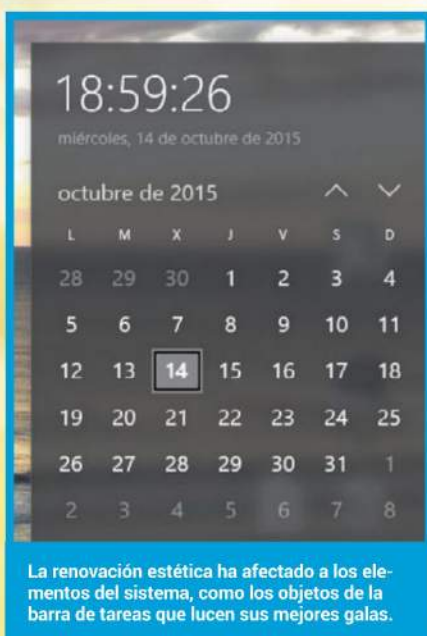 18:59:26
miércoles, 14 de octubre de 2015
octubre de 2015
L M X J V S D
28 29 30 1 2 3 4
5 6 7 8 9 10 11
12 13 14 15 16 17 18
19 20 21 22 23 24 25
26 27 28 29 30 31 1
2 3 4 5 6 7 8
La renovación estética ha afectado a los ele-
mentos del sistema, como los objetos de la
barra de tareas que lucen sus mejores galas.